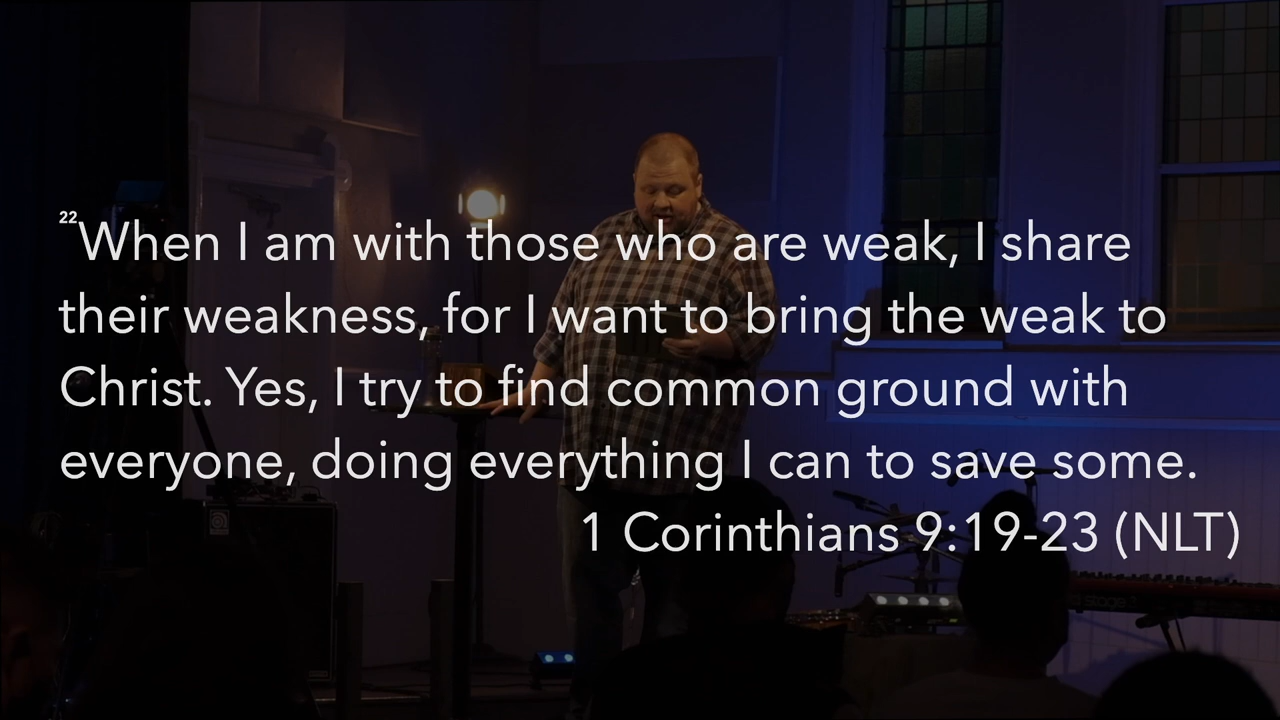 ²²When I am with those who are weak, I share
their weakness, for I want to bring the weak to
Christ. Yes, I try to find common ground with
everyone, doing everything I can to save some.
1 Corinthians 9:19-23 (NLT)